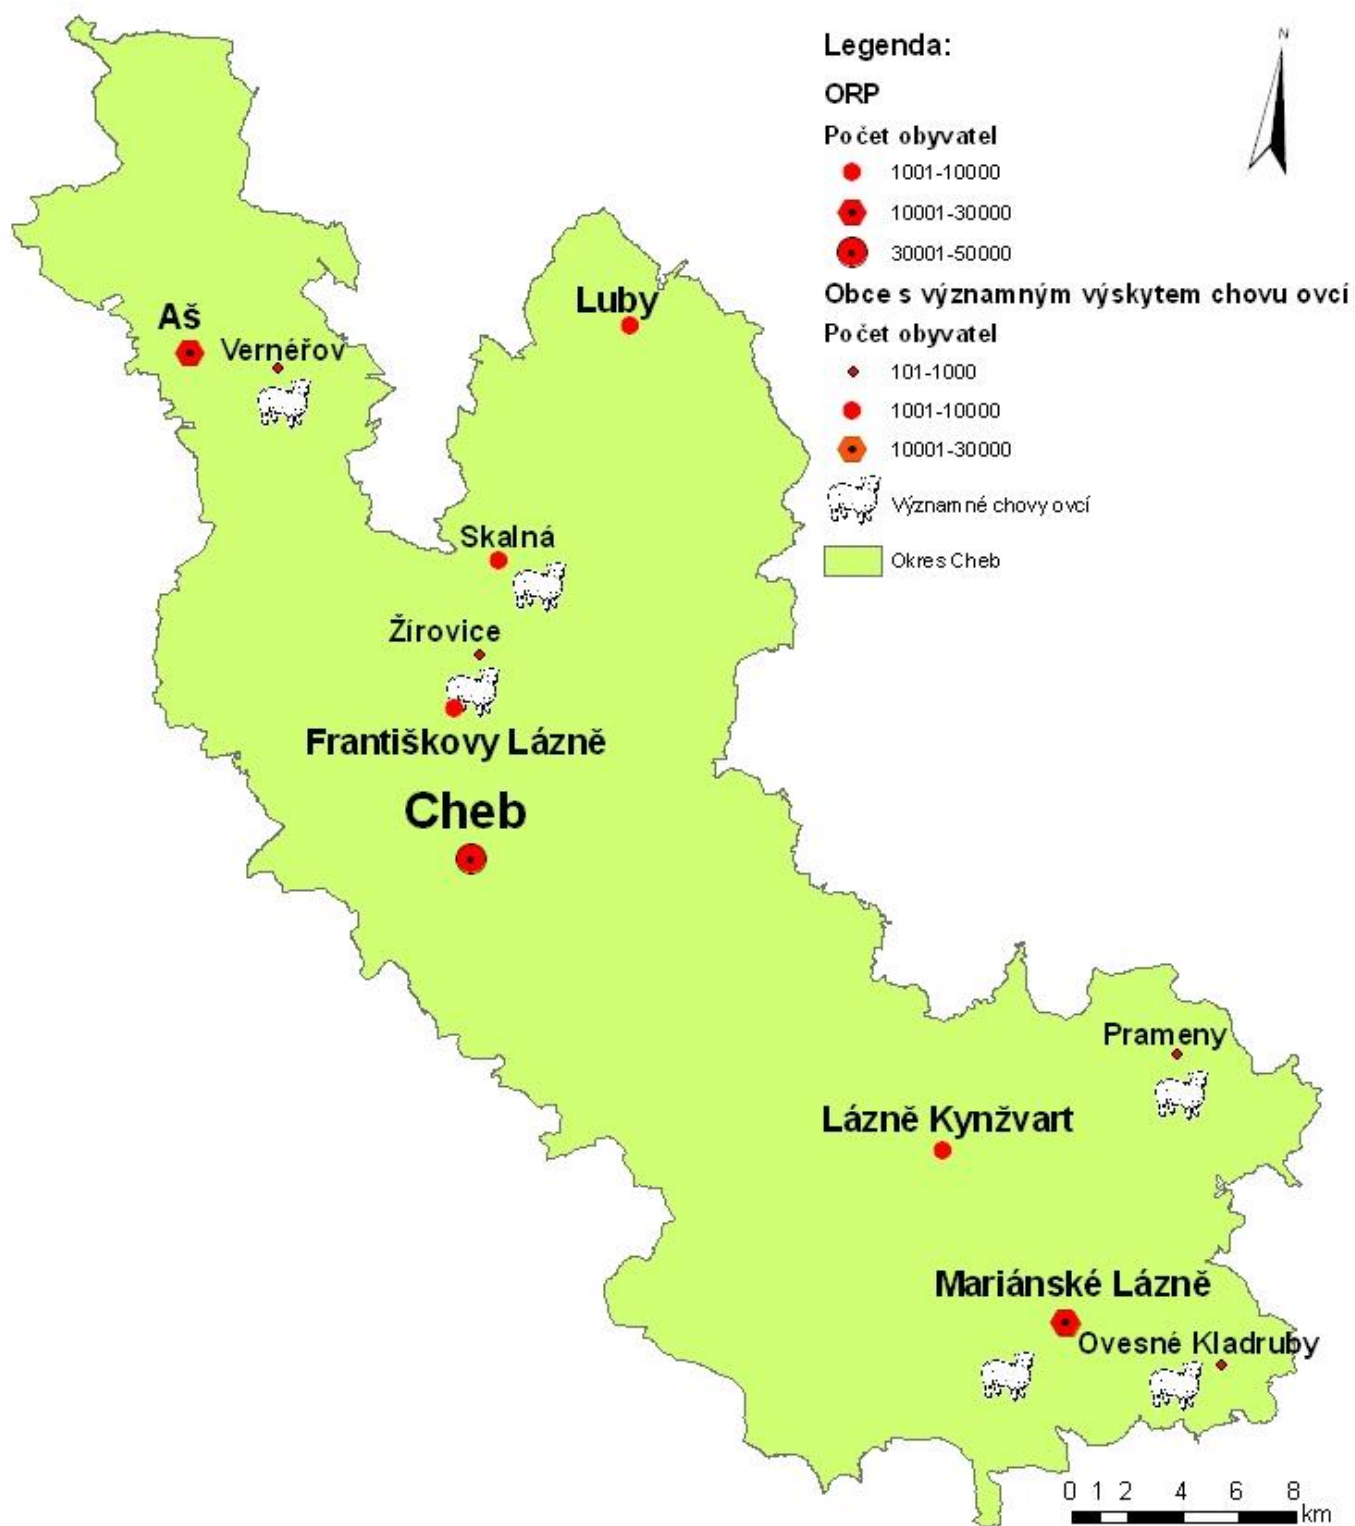 Legenda:
N
ORP
Počet obyvatel
1001-10000
10001-30000
30001-50000
Obce s významným výskytem chovu ovcí
Počet obyvatel
101-1000
1001-10000
10001-30000
Významné chovy ovcí
Okres Cheb
Luby
Aš
Vernéřov
Skalná
Žírovice
Františkovy Lázně
Cheb
Prameny
Lázně Kynžvart
Mariánské Lázně
Ovesné Kladruby
0 1 2 4 6 8
km